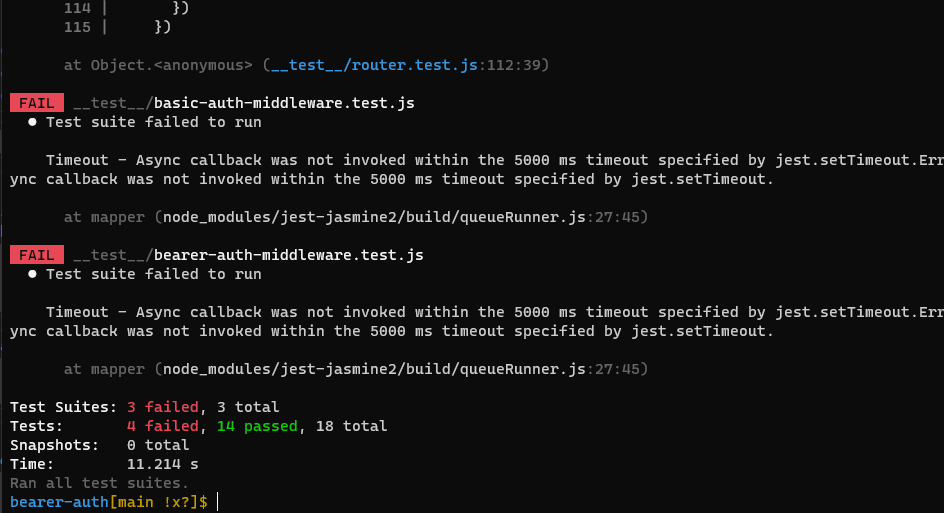 114 |       })
115 |     })
at Object.<anonymous> (__test__/router.test.js:112:39)
FAIL __test__/basic-auth-middleware.test.js
● Test suite failed to run
Timeout - Async callback was not invoked within the 5000 ms timeout specified by jest.setTimeout.Err
ync callback was not invoked within the 5000 ms timeout specified by jest.setTimeout.
at mapper (node_modules/jest-jasmine2/build/queueRunner.js:27:45)
FAIL __test__/bearer-auth-middleware.test.js
● Test suite failed to run
Timeout - Async callback was not invoked within the 5000 ms timeout specified by jest.setTimeout.Err
ync callback was not invoked within the 5000 ms timeout specified by jest.setTimeout.
at mapper (node_modules/jest-jasmine2/build/queueRunner.js:27:45)
Test Suites: 3 failed, 3 total
Tests:       4 failed, 14 passed, 18 total
Snapshots:   0 total
Time:        11.214 s
Ran all test suites.
bearer-auth[main !x?]$